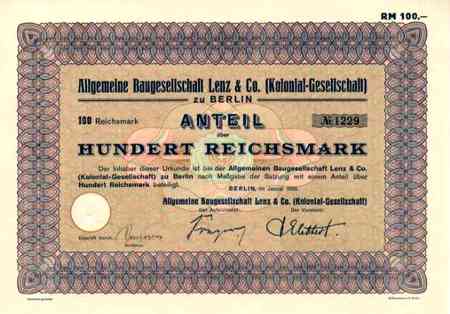 RM 100,—
Allgemeine Baugesellschaft Lenz & Co. (Kolonial-Gesellschaft)
zu BERLIN
100 Reichsmark
ANTEIL
№ 1229
über
HUNDERT REICHSMARK
Der Inhaber dieser Urkunde ist bei der Allgemeinen Baugesellschaft Lenz & Co.
(Kolonial-Gesellschaft) zu Berlin nach Maßgabe der Satzung mit einem Anteil über
Hundert Reichsmark beteiligt.
BERLIN, im Januar
Allgemeine Baugesellschaft Lenz & Co. (Kolonial-Gesellschaft)
Der Aufsichtsrat:
Der Vorstand: